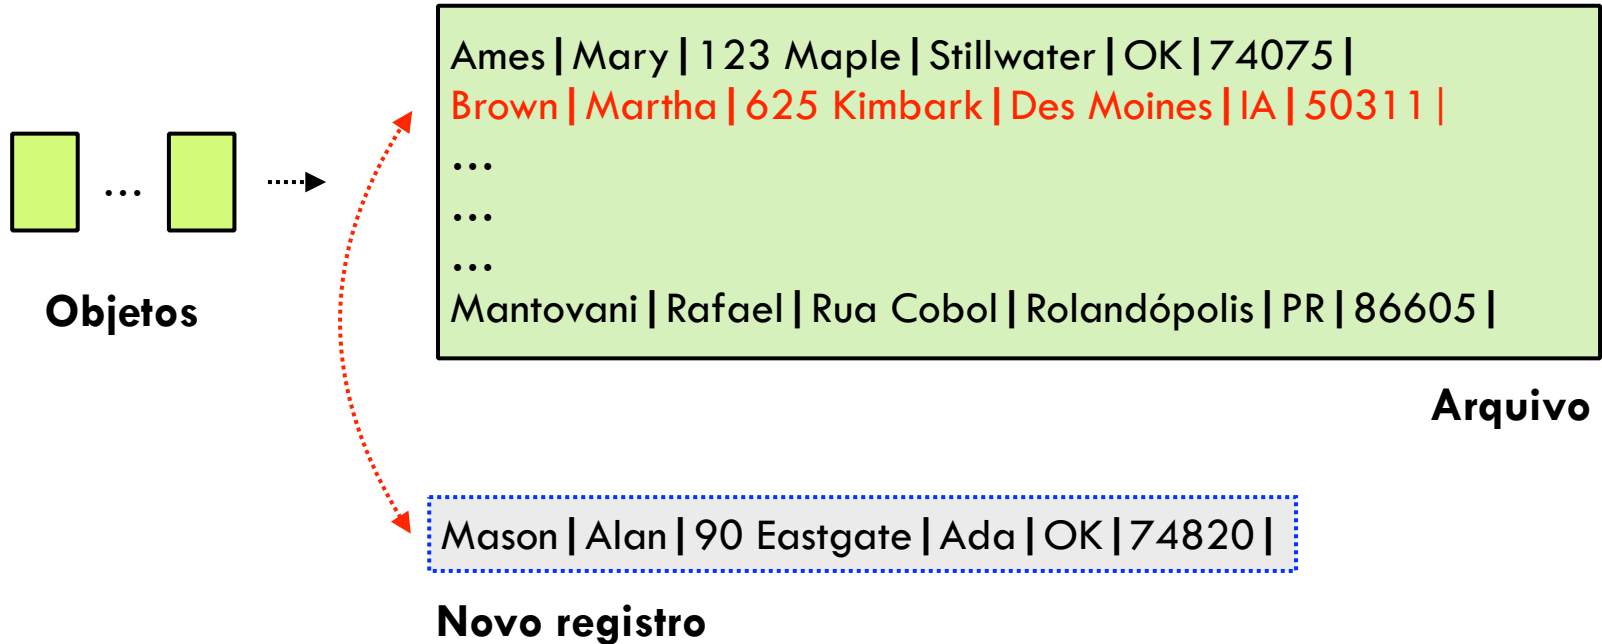 Ames|Mary|123 Maple|Stillwater|OK|74075|
Brown|Martha|625 Kimbark|Des Moines|IA|50311|
...
...
...
Mantovani|Rafael|Rua Cobol|Rolandópolis|PR|86605|
...
Objetos
Arquivo
Mason|Alan|90 Eastgate|Ada|OK|74820|
Novo registro